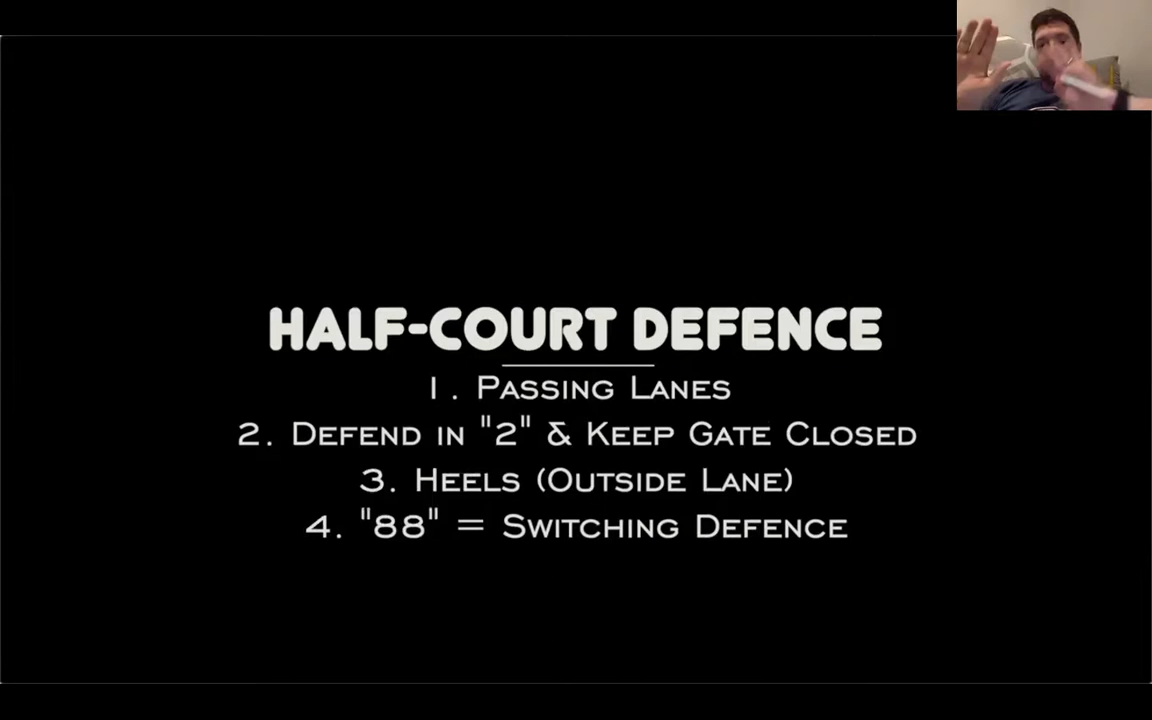 HALF-COURT DEFENCE
1. PASSING LANES
2. DEFEND IN "2" & KEEP GATE CLOSED
3. HEELS (OUTSIDE LANE)
4. "88" = SWITCHING DEFENCE